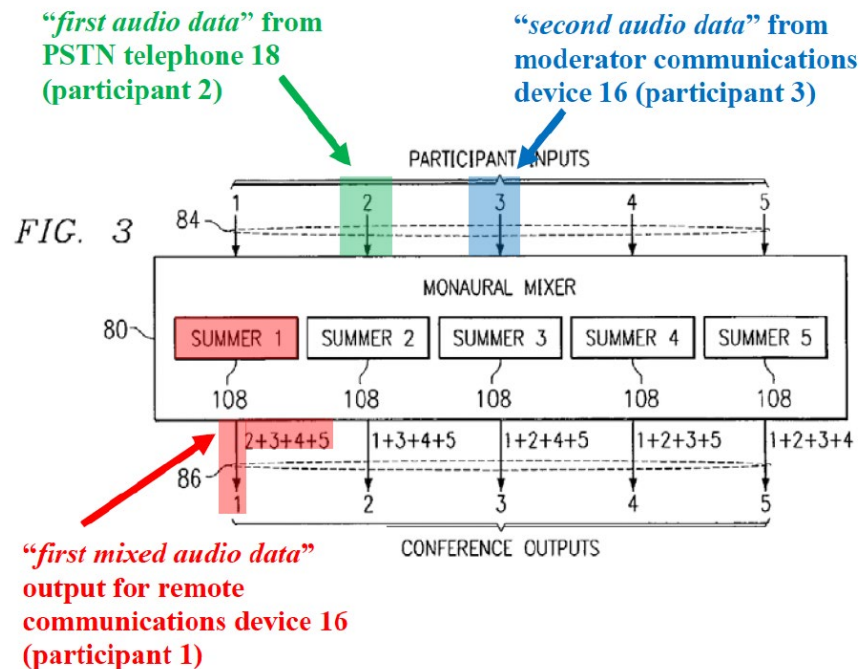 “first audio data” from
PSTN telephone 18
(participant 2)
“second audio data” from
moderator communications
device 16 (participant 3)
PARTICIPANT INPUTS
1 2 3 4 5
84
FIG. 3
MONAURAL MIXER
80
SUMMER 1 SUMMER 2 SUMMER 3 SUMMER 4 SUMMER 5
108 108 108 108 108
2+3+4+5 1+3+4+5 1+2+4+5 1+2+3+5 1+2+3+4
86
1 2 3 4 5
CONFERENCE OUTPUTS
“first mixed audio data”
output for remote
communications device 16
(participant 1)